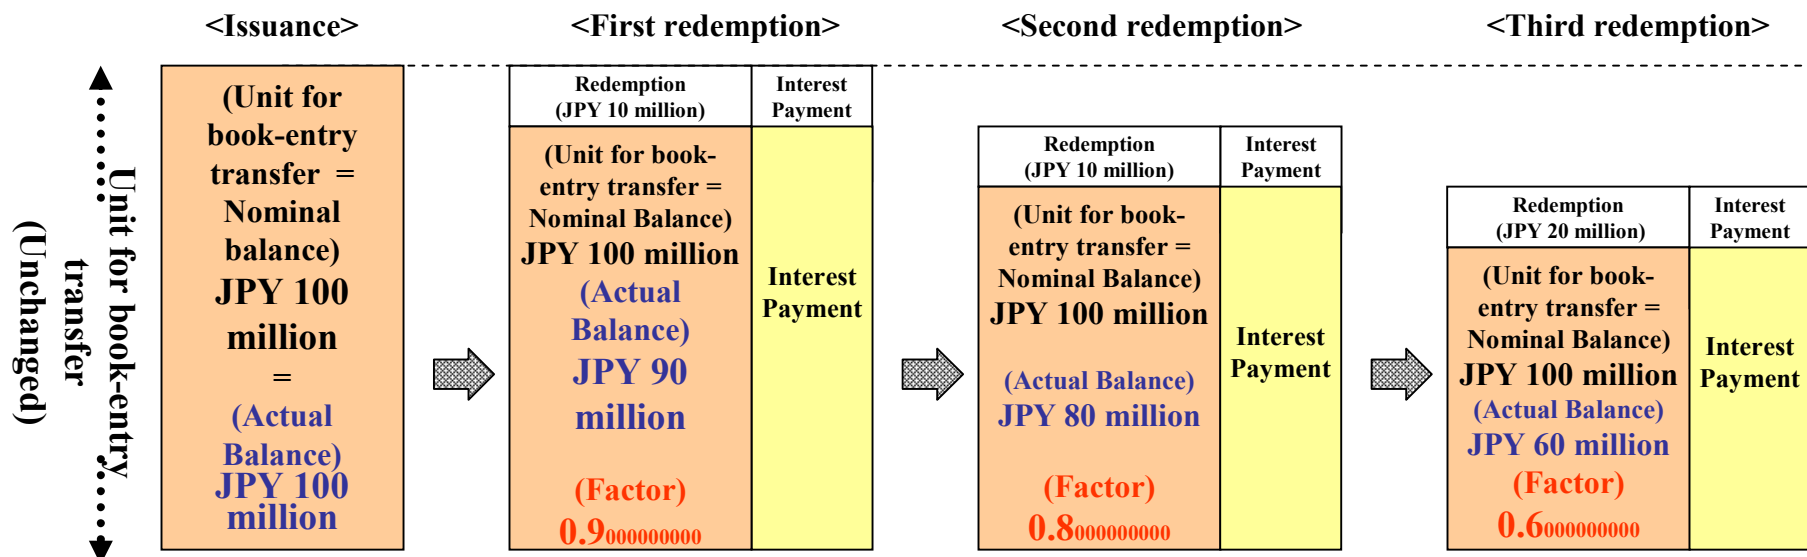 <Issuance>
<First redemption>
<Second redemption>
<Third redemption>
Unit for book-entry
transfer
(Unchanged)
(Unit for
book-entry
transfer =
Nominal
balance)
JPY 100
million
=
(Actual
Balance)
JPY 100
million
Redemption
(JPY 10 million)
Interest
Payment
(Unit for book-
entry transfer =
Nominal Balance)
JPY 100 million
(Actual
Balance)
JPY 90
million
(Factor)
0.9000000000
Interest
Payment
Redemption
(JPY 10 million)
Interest
Payment
(Unit for book-
entry transfer =
Nominal Balance)
JPY 100 million
(Actual Balance)
JPY 80 million
(Factor)
0.8000000000
Interest
Payment
Redemption
(JPY 20 million)
Interest
Payment
(Unit for book-
entry transfer =
Nominal Balance)
JPY 100 million
(Actual Balance)
JPY 60 million
(Factor)
0.6000000000
Interest
Payment